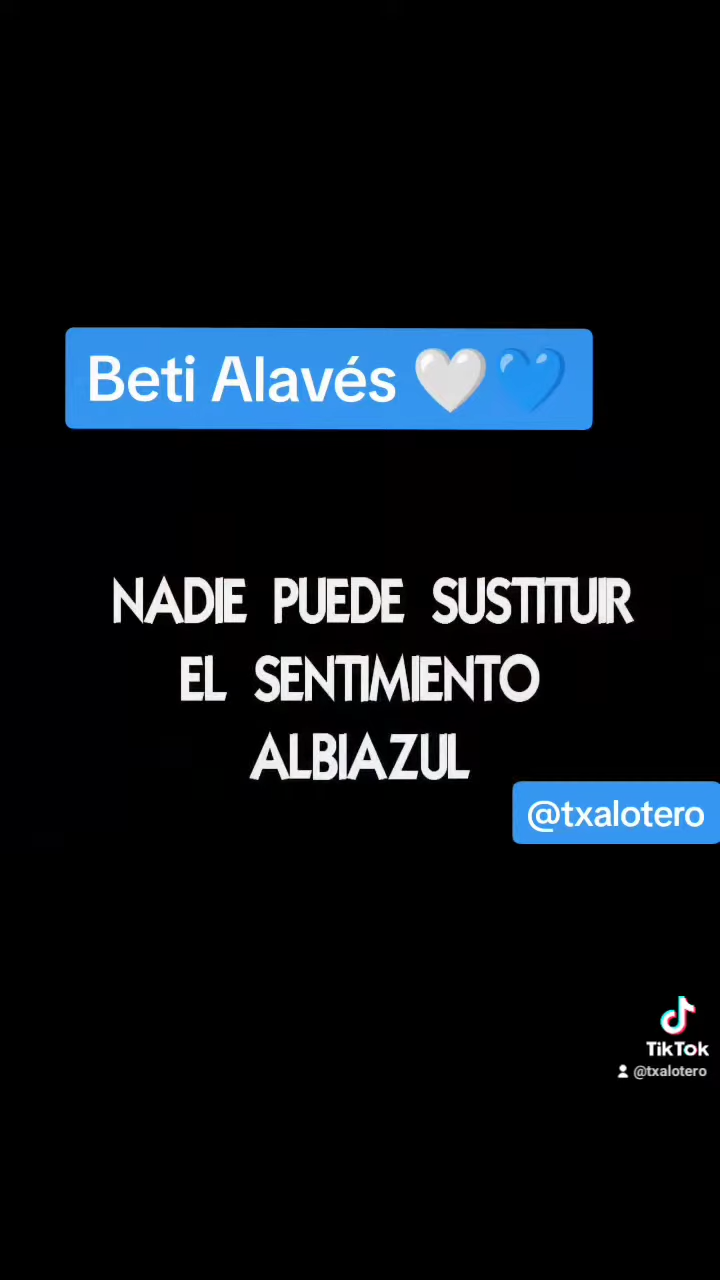 Beti Alavés 🤍💙
NADIE PUEDE SUSTITUIR
EL SENTIMIENTO
ALBIAZUL
@txalotero
TikTok
@txalotero